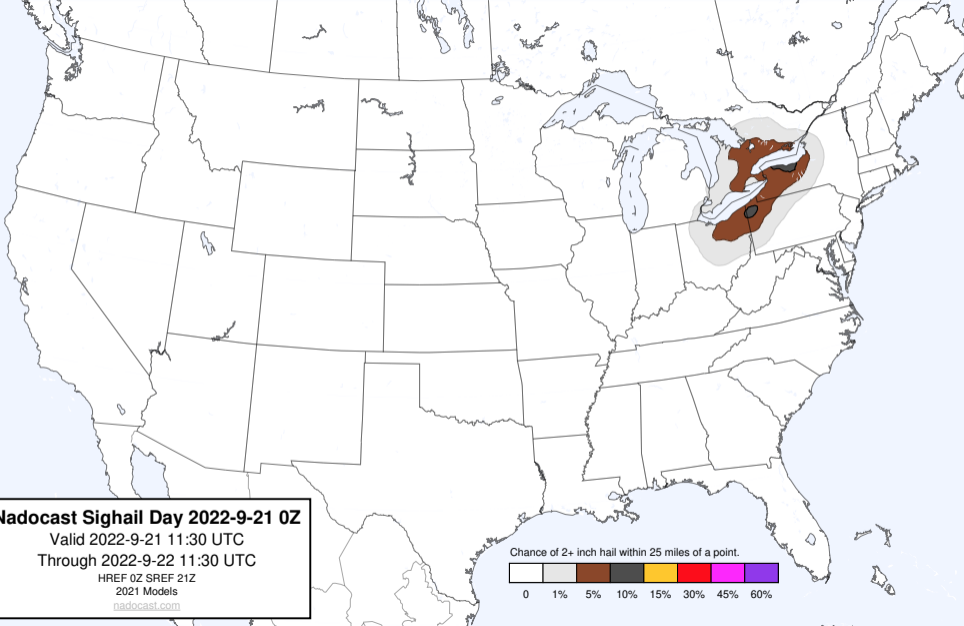 Nadocast Sighail Day 2022-9-21 0Z
Valid 2022-9-21 11:30 UTC
Through 2022-9-22 11:30 UTC
HREF 0Z SREF 21Z
2021 Models
nadocast.com
Chance of 2+ inch hail within 25 miles of a point.
0 1% 5% 10% 15% 30% 45% 60%